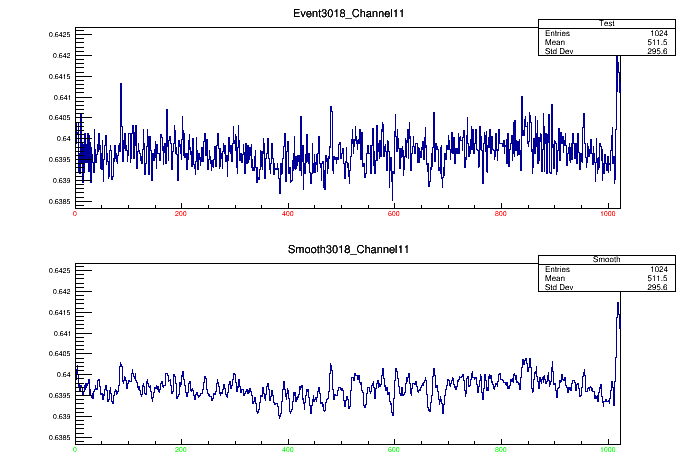 Event3018_Channel11
Test
Entries 1024
Mean 511.5
Std Dev 295.6
0.6425
0.642
0.6415
0.641
0.6405
0.64
0.6395
0.639
0.6385
0 200 400 600 800 1000
Smooth3018_Channel11
Smooth
Entries 1024
Mean 511.5
Std Dev 295.6
0.6425
0.642
0.6415
0.641
0.6405
0.64
0.6395
0.639
0.6385
0 200 400 600 800 1000